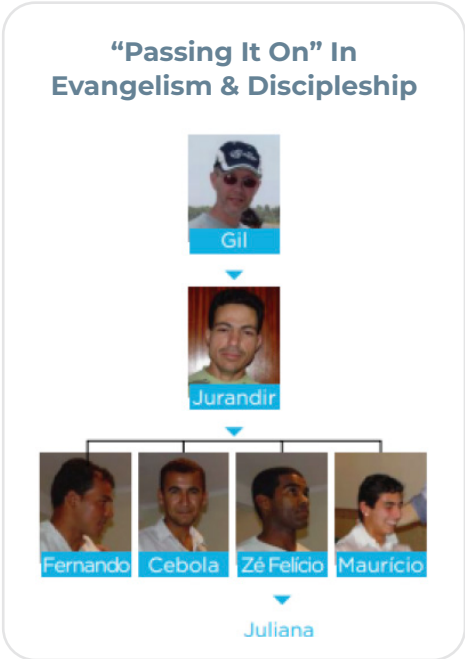 “Passing It On” In
Evangelism & Discipleship
Gil
Jurandir
Fernando Cebola Zé Felício Maurício
Juliana